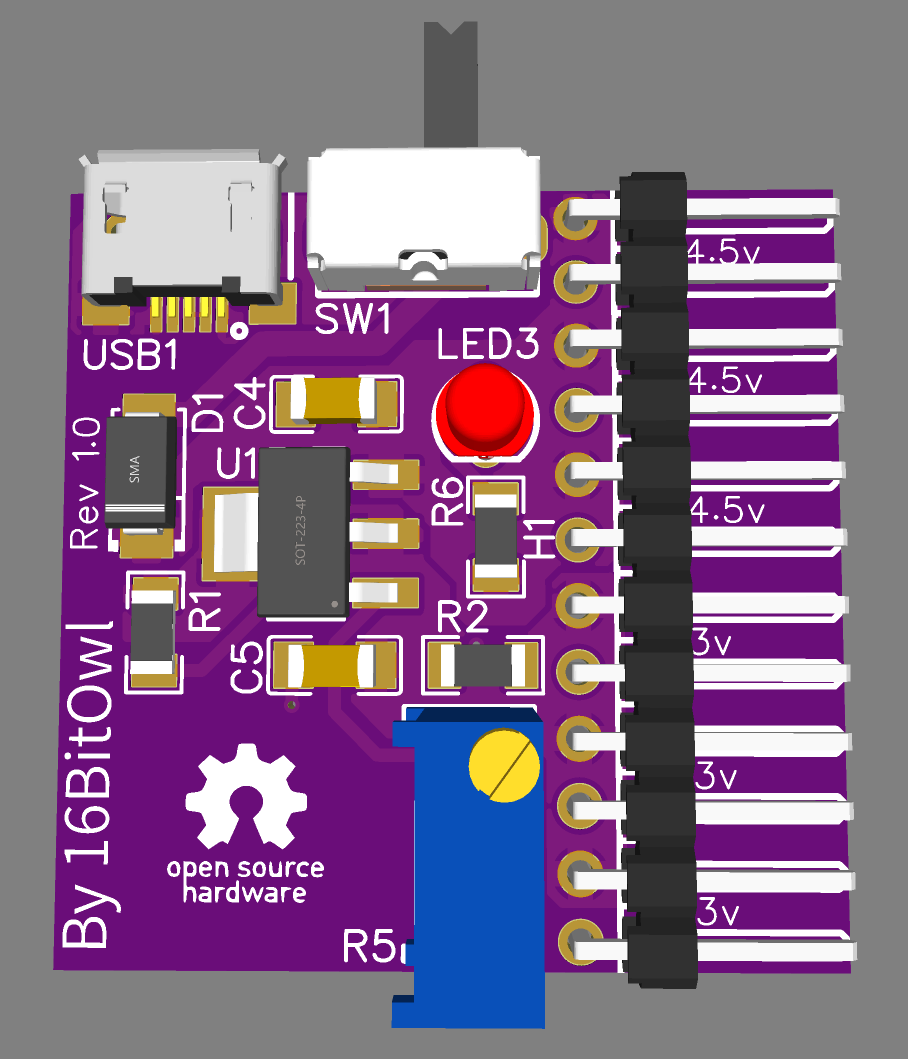 4.5v
SW1
LED3
USB1
4.5v
C4
D1
Rev 1.0
SMA
U1
SOT-223-4P
R6
4.5v
H1
R1
R2
3v
C5
By 16BitOwl
3v
open source
hardware
3v
R5